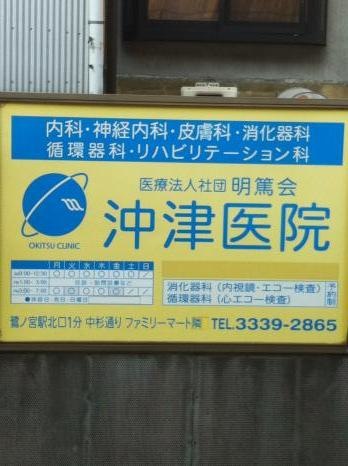 内科・神経内科・皮膚科・消化器科
循環器科・リハビリテーション科
医療法人社団 明篤会
沖津医院
OKITSU CLINIC
月 火 水 木 金 土 日
消化器科(内視鏡・エコー検査)
循環器科(心エコー検査)
予約制
鷺ノ宮駅北口1分 中杉通り ファミリーマート隣
TEL.3339-2865